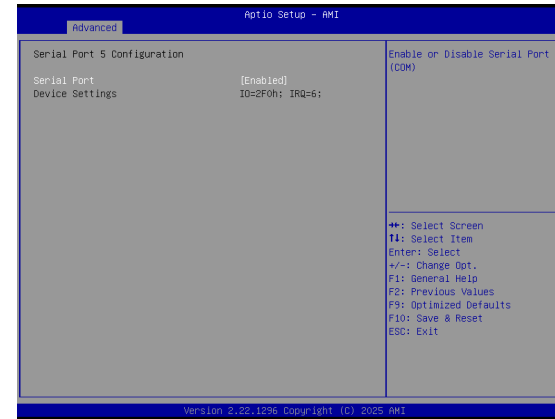 Aptio Setup - AMI
Advanced
Serial Port 5 Configuration
Serial Port [Enabled]
Device Settings IO=2F0h; IRQ=6;
Enable or Disable Serial Port
(COM)
→←: Select Screen
↑↓: Select Item
Enter: Select
+/-: Change Opt.
F1: General Help
F2: Previous Values
F9: Optimized Defaults
F10: Save & Reset
ESC: Exit
Version 2.22.1296 Copyright (C) 2025 AMI